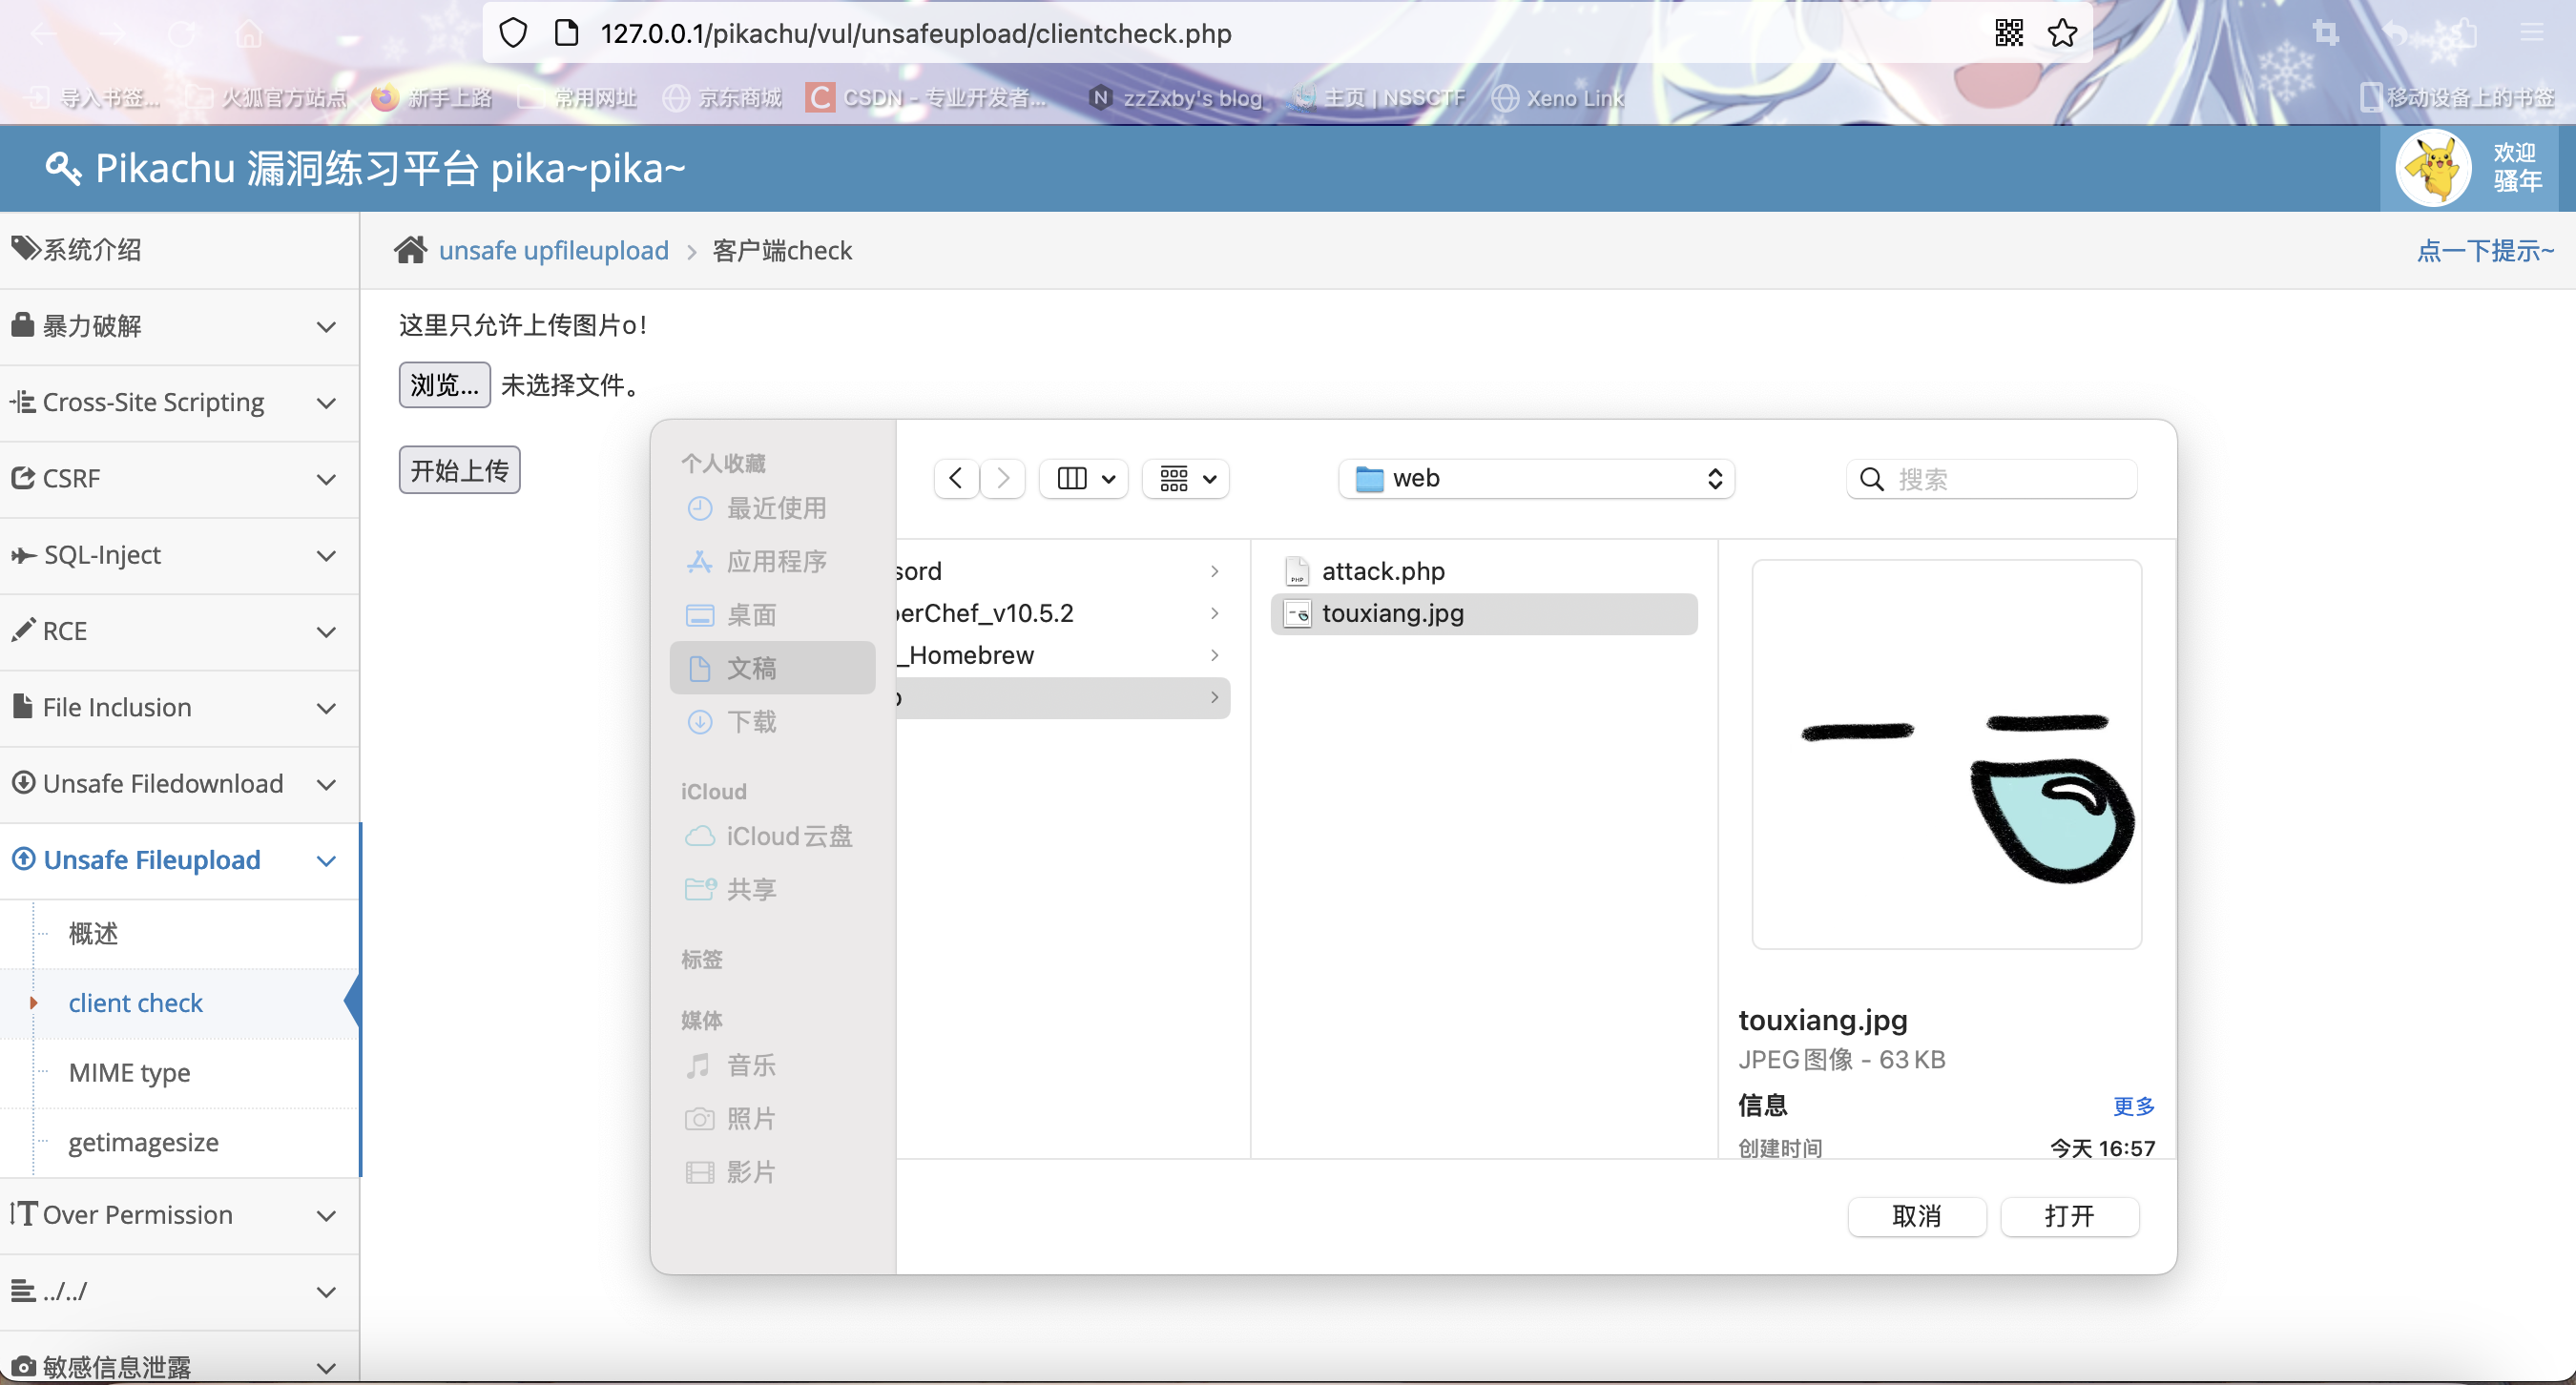 127.0.0.1/pikachu/vul/unsafeupload/clientcheck.php
导入书签... 火狐官方站点 新手上路 常用网址 京东商城 CSDN - 专业开发者... zzZxby's blog 主页 | NSSCTF Xeno Link 移动设备上的书签
Pikachu 漏洞练习平台 pika~pika~
欢迎
骚年
系统介绍
暴力破解
Cross-Site Scripting
CSRF
SQL-Inject
RCE
File Inclusion
Unsafe Filedownload
Unsafe Fileupload
概述
client check
MIME type
getimagesize
Over Permission
../../
敏感信息泄露
unsafe upfileupload > 客户端check
点一下提示~
这里只允许上传图片o！
浏览... 未选择文件。
开始上传
个人收藏
最近使用
应用程序
桌面
文稿
下载
iCloud
iCloud云盘
共享
标签
媒体
音乐
照片
影片
web
搜索
sord
erChef_v10.5.2
_Homebrew
attack.php
touxiang.jpg
touxiang.jpg
JPEG图像 - 63 KB
信息
更多
创建时间
今天 16:57
取消
打开